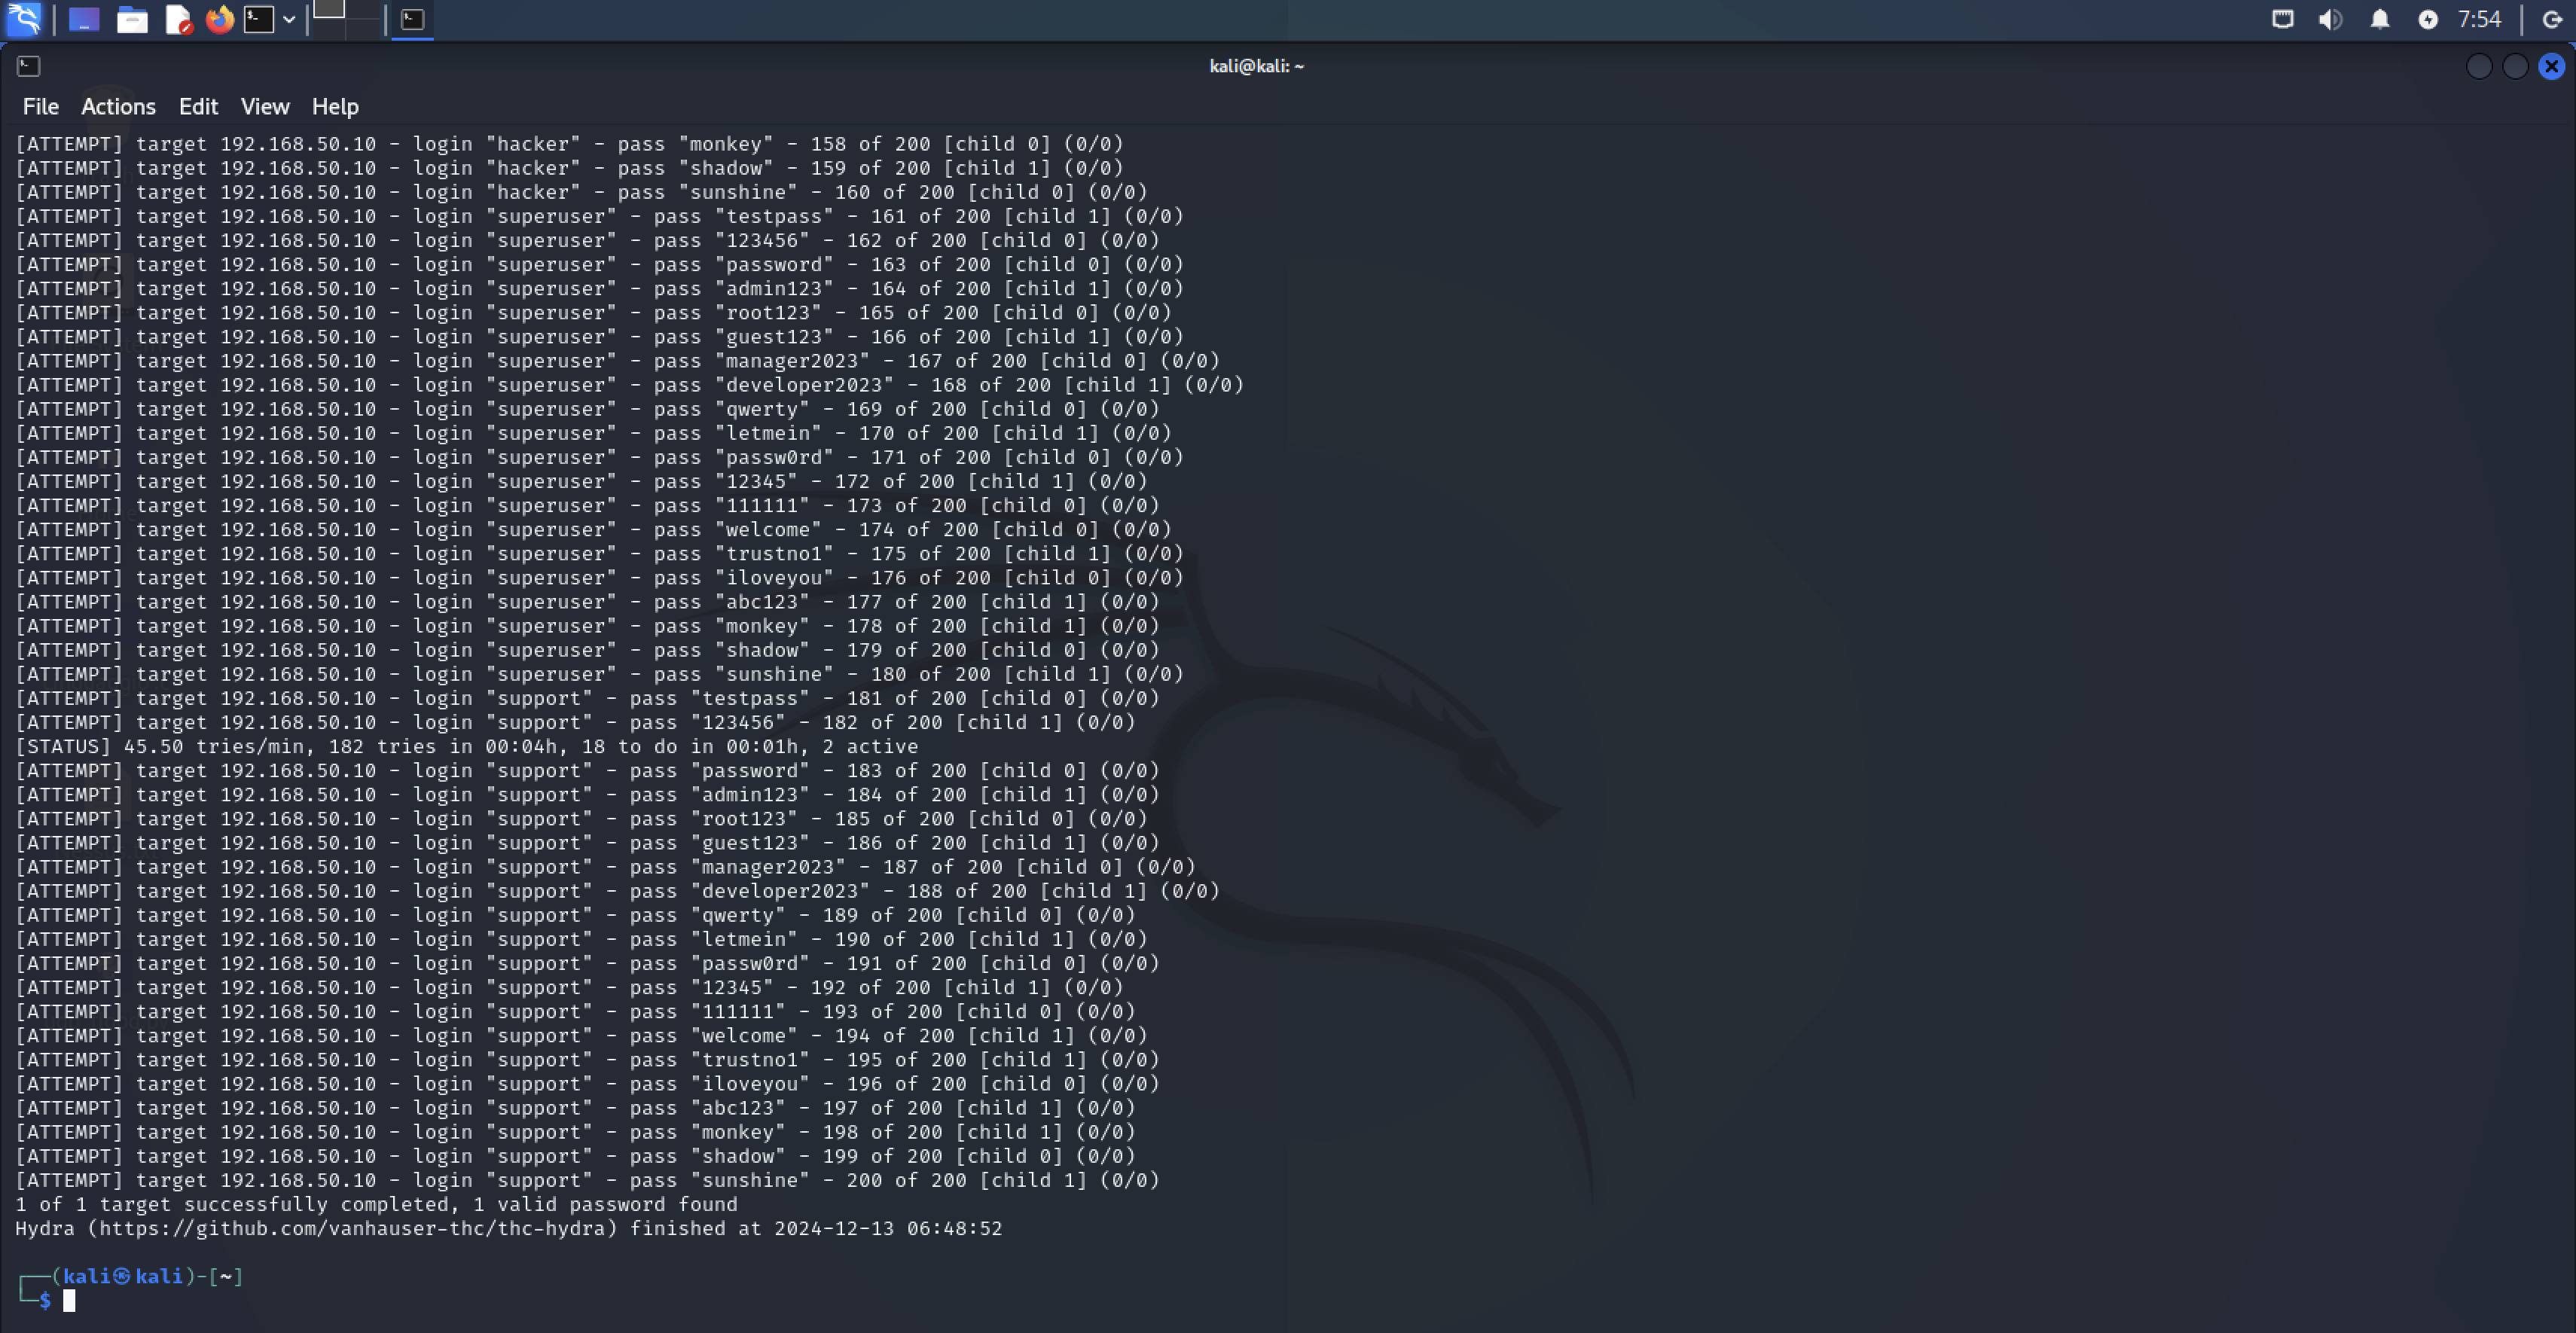 7:54
kali@kali: ~
File Actions Edit View Help
[ATTEMPT] target 192.168.50.10 - login "hacker" - pass "monkey" - 158 of 200 [child 0] (0/0)
[ATTEMPT] target 192.168.50.10 - login "hacker" - pass "shadow" - 159 of 200 [child 1] (0/0)
[ATTEMPT] target 192.168.50.10 - login "hacker" - pass "sunshine" - 160 of 200 [child 0] (0/0)
[ATTEMPT] target 192.168.50.10 - login "superuser" - pass "testpass" - 161 of 200 [child 1] (0/0)
[ATTEMPT] target 192.168.50.10 - login "superuser" - pass "123456" - 162 of 200 [child 0] (0/0)
[ATTEMPT] target 192.168.50.10 - login "superuser" - pass "password" - 163 of 200 [child 0] (0/0)
[ATTEMPT] target 192.168.50.10 - login "superuser" - pass "admin123" - 164 of 200 [child 1] (0/0)
[ATTEMPT] target 192.168.50.10 - login "superuser" - pass "root123" - 165 of 200 [child 0] (0/0)
[ATTEMPT] target 192.168.50.10 - login "superuser" - pass "guest123" - 166 of 200 [child 1] (0/0)
[ATTEMPT] target 192.168.50.10 - login "superuser" - pass "manager2023" - 167 of 200 [child 0] (0/0)
[ATTEMPT] target 192.168.50.10 - login "superuser" - pass "developer2023" - 168 of 200 [child 1] (0/0)
[ATTEMPT] target 192.168.50.10 - login "superuser" - pass "qwerty" - 169 of 200 [child 0] (0/0)
[ATTEMPT] target 192.168.50.10 - login "superuser" - pass "letmein" - 170 of 200 [child 1] (0/0)
[ATTEMPT] target 192.168.50.10 - login "superuser" - pass "passw0rd" - 171 of 200 [child 0] (0/0)
[ATTEMPT] target 192.168.50.10 - login "superuser" - pass "12345" - 172 of 200 [child 1] (0/0)
[ATTEMPT] target 192.168.50.10 - login "superuser" - pass "111111" - 173 of 200 [child 0] (0/0)
[ATTEMPT] target 192.168.50.10 - login "superuser" - pass "welcome" - 174 of 200 [child 0] (0/0)
[ATTEMPT] target 192.168.50.10 - login "superuser" - pass "trustno1" - 175 of 200 [child 1] (0/0)
[ATTEMPT] target 192.168.50.10 - login "superuser" - pass "iloveyou" - 176 of 200 [child 0] (0/0)
[ATTEMPT] target 192.168.50.10 - login "superuser" - pass "abc123" - 177 of 200 [child 1] (0/0)
[ATTEMPT] target 192.168.50.10 - login "superuser" - pass "monkey" - 178 of 200 [child 1] (0/0)
[ATTEMPT] target 192.168.50.10 - login "superuser" - pass "shadow" - 179 of 200 [child 0] (0/0)
[ATTEMPT] target 192.168.50.10 - login "superuser" - pass "sunshine" - 180 of 200 [child 1] (0/0)
[ATTEMPT] target 192.168.50.10 - login "support" - pass "testpass" - 181 of 200 [child 0] (0/0)
[ATTEMPT] target 192.168.50.10 - login "support" - pass "123456" - 182 of 200 [child 1] (0/0)
[STATUS] 45.50 tries/min, 182 tries in 00:04h, 18 to do in 00:01h, 2 active
[ATTEMPT] target 192.168.50.10 - login "support" - pass "password" - 183 of 200 [child 0] (0/0)
[ATTEMPT] target 192.168.50.10 - login "support" - pass "admin123" - 184 of 200 [child 1] (0/0)
[ATTEMPT] target 192.168.50.10 - login "support" - pass "root123" - 185 of 200 [child 0] (0/0)
[ATTEMPT] target 192.168.50.10 - login "support" - pass "guest123" - 186 of 200 [child 1] (0/0)
[ATTEMPT] target 192.168.50.10 - login "support" - pass "manager2023" - 187 of 200 [child 0] (0/0)
[ATTEMPT] target 192.168.50.10 - login "support" - pass "developer2023" - 188 of 200 [child 1] (0/0)
[ATTEMPT] target 192.168.50.10 - login "support" - pass "qwerty" - 189 of 200 [child 0] (0/0)
[ATTEMPT] target 192.168.50.10 - login "support" - pass "letmein" - 190 of 200 [child 1] (0/0)
[ATTEMPT] target 192.168.50.10 - login "support" - pass "passw0rd" - 191 of 200 [child 0] (0/0)
[ATTEMPT] target 192.168.50.10 - login "support" - pass "12345" - 192 of 200 [child 1] (0/0)
[ATTEMPT] target 192.168.50.10 - login "support" - pass "111111" - 193 of 200 [child 0] (0/0)
[ATTEMPT] target 192.168.50.10 - login "support" - pass "welcome" - 194 of 200 [child 1] (0/0)
[ATTEMPT] target 192.168.50.10 - login "support" - pass "trustno1" - 195 of 200 [child 1] (0/0)
[ATTEMPT] target 192.168.50.10 - login "support" - pass "iloveyou" - 196 of 200 [child 0] (0/0)
[ATTEMPT] target 192.168.50.10 - login "support" - pass "abc123" - 197 of 200 [child 1] (0/0)
[ATTEMPT] target 192.168.50.10 - login "support" - pass "monkey" - 198 of 200 [child 1] (0/0)
[ATTEMPT] target 192.168.50.10 - login "support" - pass "shadow" - 199 of 200 [child 0] (0/0)
[ATTEMPT] target 192.168.50.10 - login "support" - pass "sunshine" - 200 of 200 [child 1] (0/0)
1 of 1 target successfully completed, 1 valid password found
Hydra (https://github.com/vanhauser-thc/thc-hydra) finished at 2024-12-13 06:48:52
┌──(kali㉿kali)-[~]
└─$